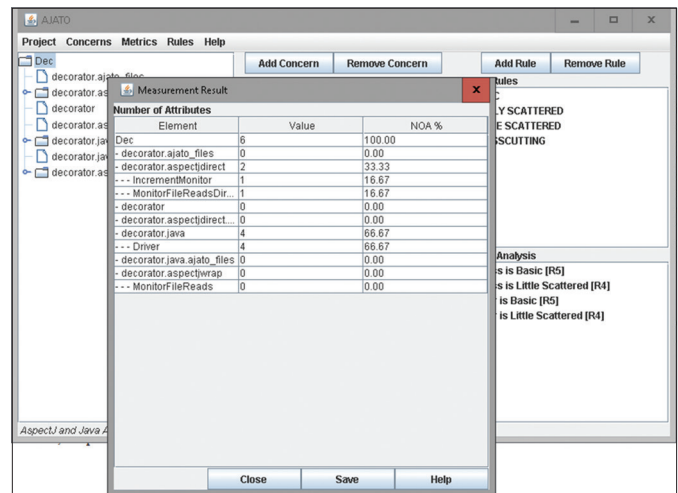 AJATO
Project Concerns Metrics Rules Help
Dec
Add Concern Remove Concern
Add Rule Remove Rule
decorator.ajato_files
decorator.as
decorator
decorator.as
decorator.jav
decorator.ja
decorator.as
Measurement Result
Number of Attributes
Element Value NOA %
Dec 6 100.00
- decorator.ajato_files 0 0.00
- decorator.aspectjdirect 2 33.33
- - - IncrementMonitor 1 16.67
- - - MonitorFileReadsDir... 1 16.67
- decorator 0 0.00
- decorator.aspectjdirect.... 0 0.00
- decorator.java 4 66.67
- - - Driver 4 66.67
- decorator.java.ajato_files 0 0.00
- decorator.aspectjwrap 0 0.00
- - - MonitorFileReads 0 0.00
Close Save Help
ules
C
LY SCATTERED
E SCATTERED
SSCUTTING
Analysis
ss is Basic [R5]
ss is Little Scattered [R4]
r is Basic [R5]
r is Little Scattered [R4]
AspectJ and Java A